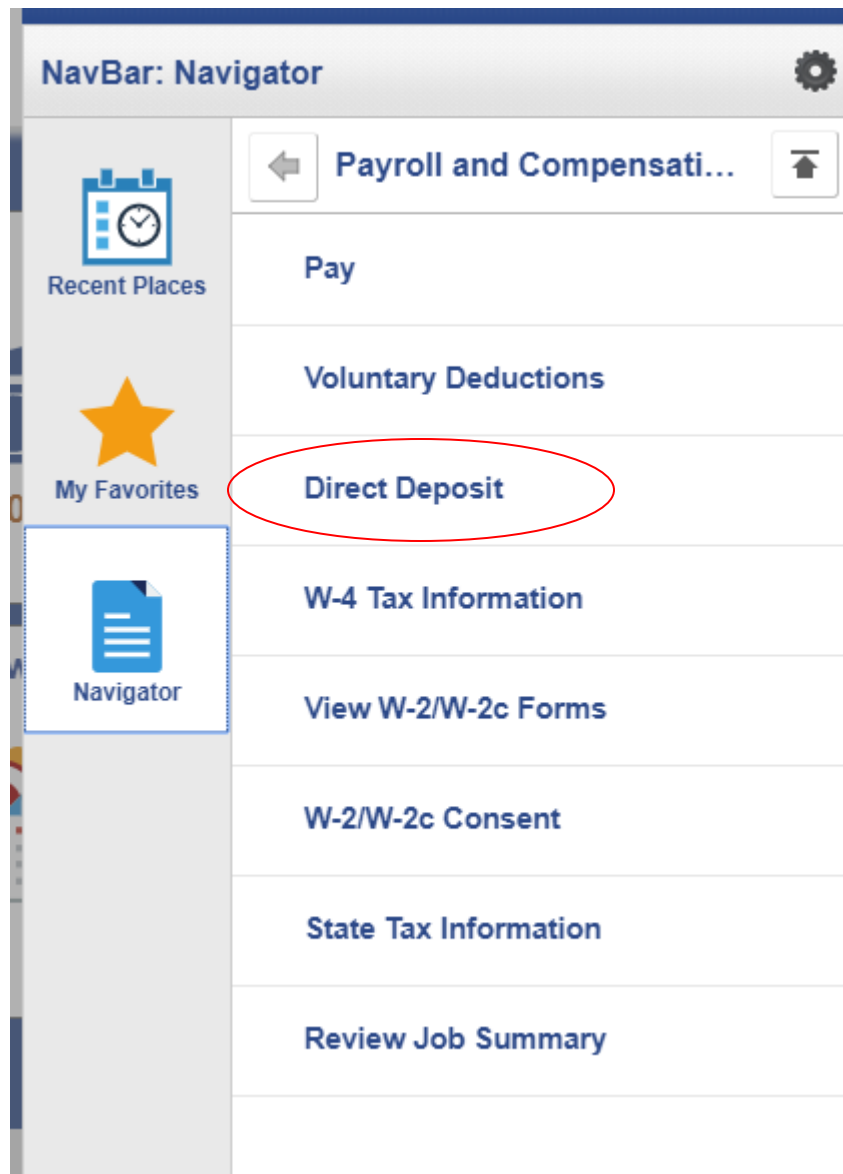 NavBar: Navigator
Payroll and Compensati...
Recent Places
Pay
Voluntary Deductions
My Favorites
Direct Deposit
W-4 Tax Information
Navigator
View W-2/W-2c Forms
W-2/W-2c Consent
State Tax Information
Review Job Summary